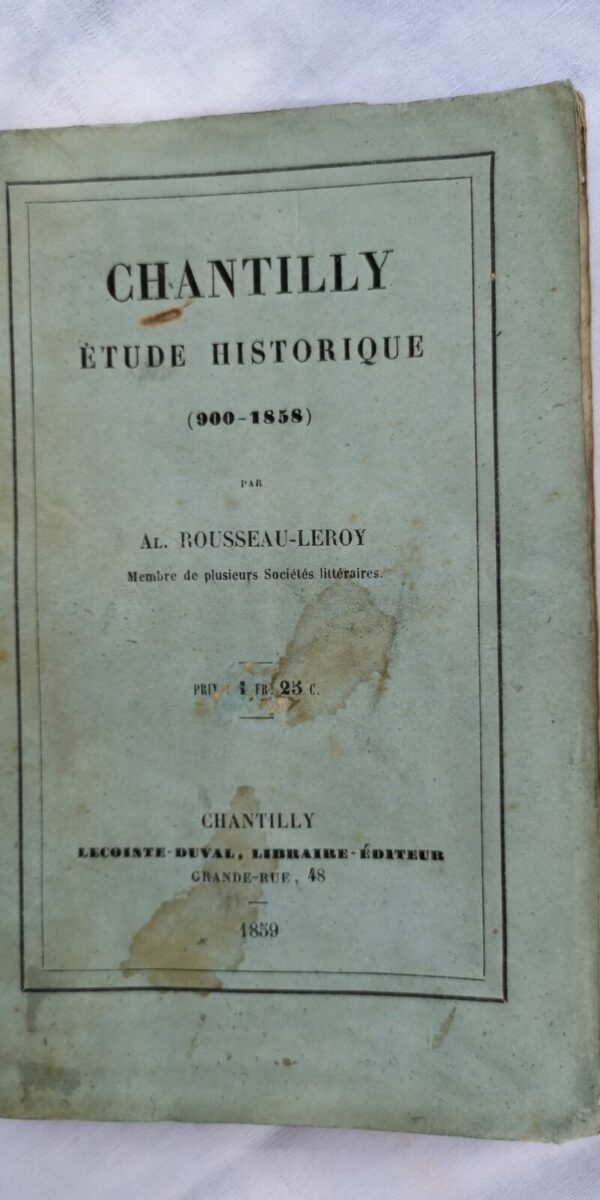 CHANTILLY
ÉTUDE HISTORIQUE
(900-1858)
PAR
AL. ROUSSEAU-LEROY
Membre de plusieurs Sociétés littéraires.
PRIX : 1 FR. 25 C.
CHANTILLY
LECOINTE-DUVAL, LIBRAIRE-ÉDITEUR
GRANDE-RUE, 48
1859